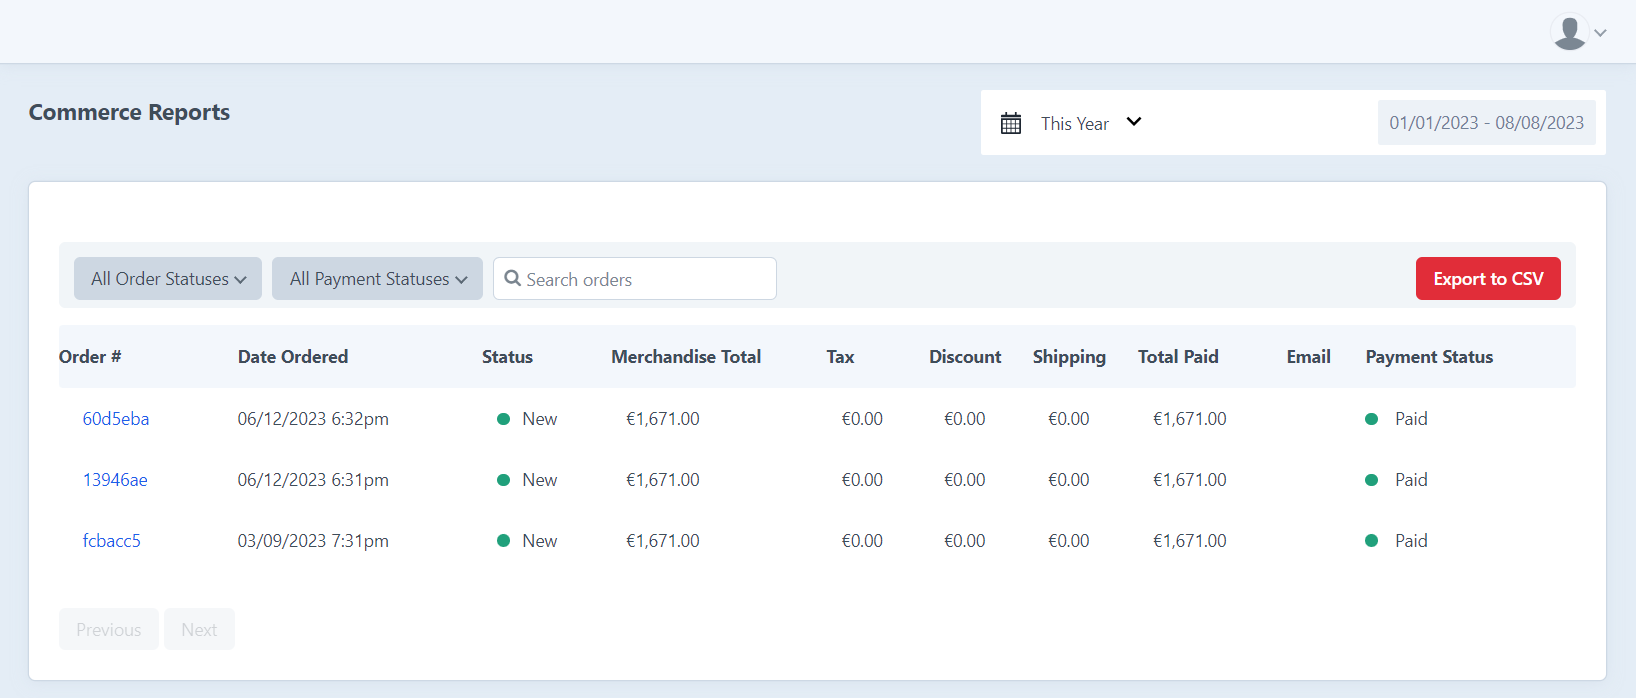 Commerce Reports
This Year
01/01/2023 - 08/08/2023
All Order Statuses All Payment Statuses Search orders Export to CSV
Order # Date Ordered Status Merchandise Total Tax Discount Shipping Total Paid Email Payment Status
60d5eba 06/12/2023 6:32pm New €1,671.00 €0.00 €0.00 €0.00 €1,671.00 Paid
13946ae 06/12/2023 6:31pm New €1,671.00 €0.00 €0.00 €0.00 €1,671.00 Paid
fcbacc5 03/09/2023 7:31pm New €1,671.00 €0.00 €0.00 €0.00 €1,671.00 Paid
Previous Next